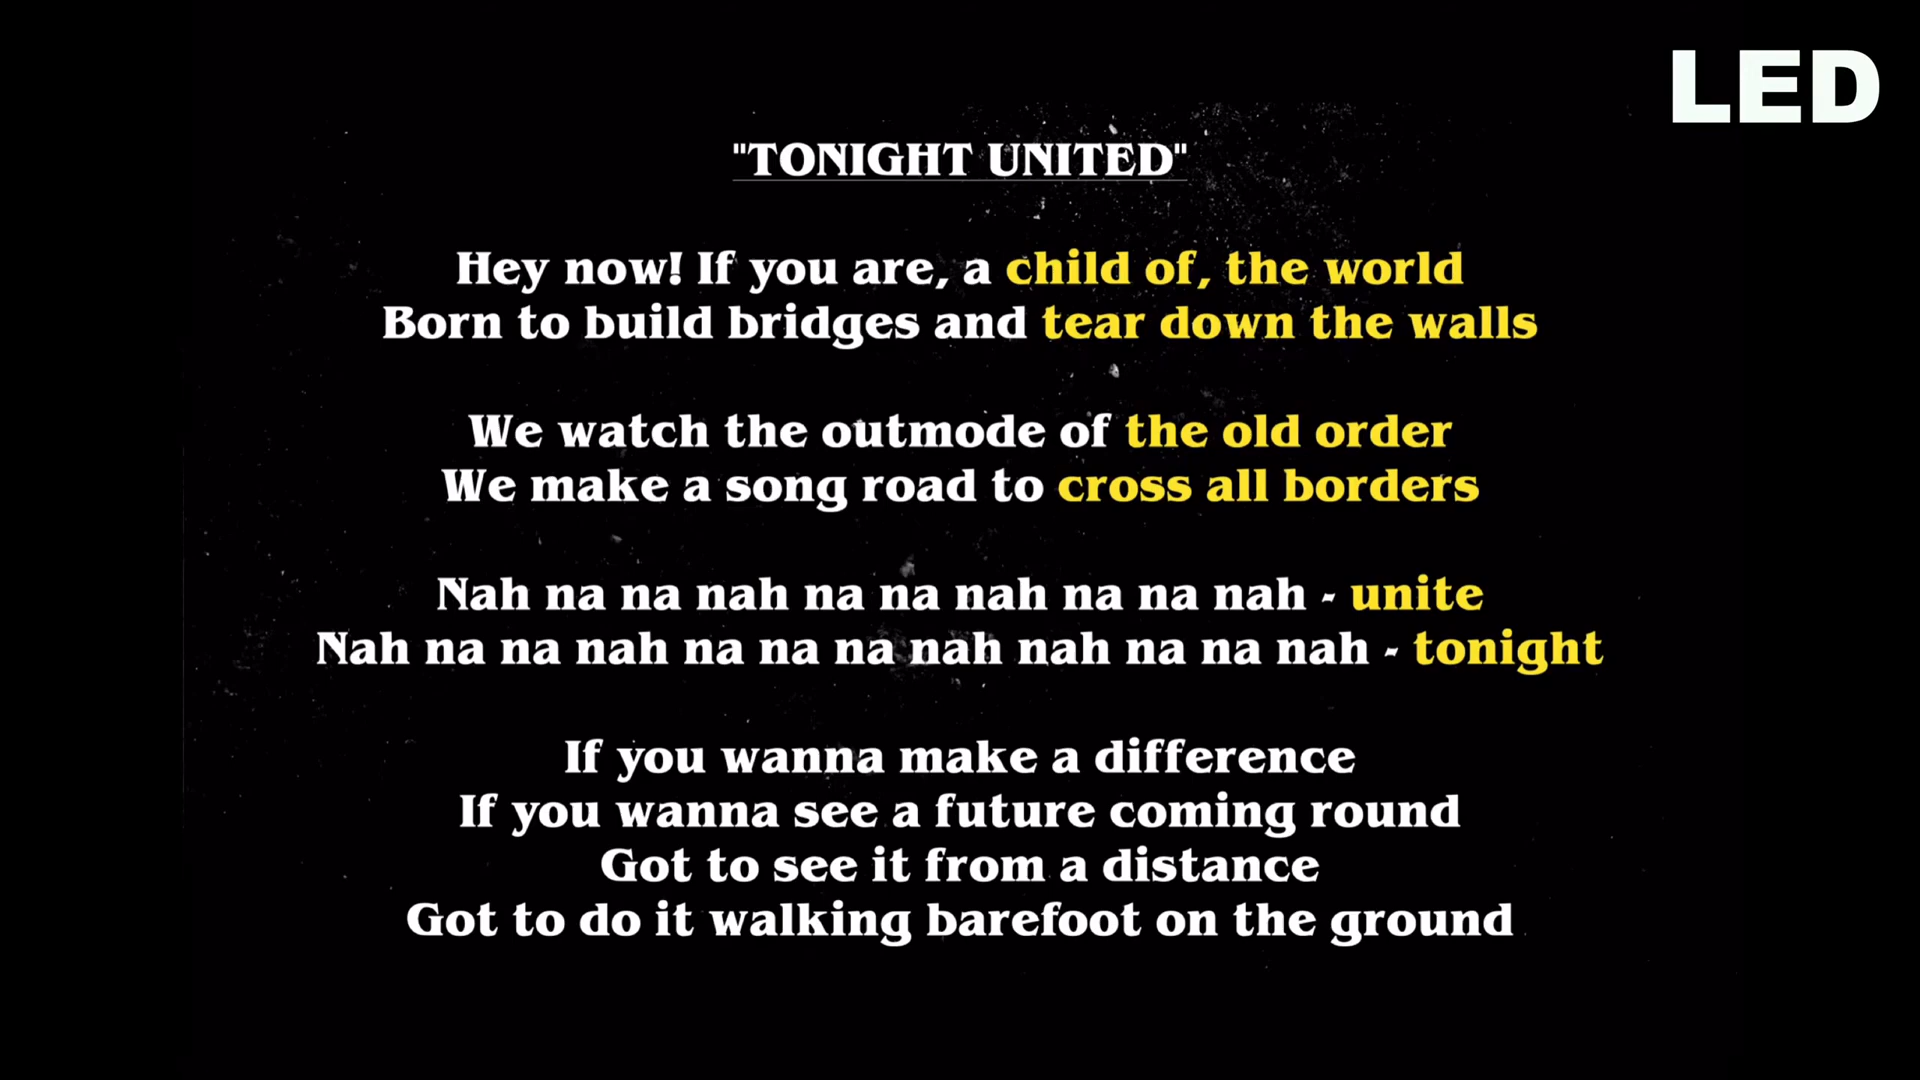 LED
"TONIGHT UNITED"
Hey now! If you are, a child of, the world
Born to build bridges and tear down the walls
We watch the outmode of the old order
We make a song road to cross all borders
Nah na na nah na na nah na na nah - unite
Nah na na nah na na na nah nah na na nah - tonight
If you wanna make a difference
If you wanna see a future coming round
Got to see it from a distance
Got to do it walking barefoot on the ground